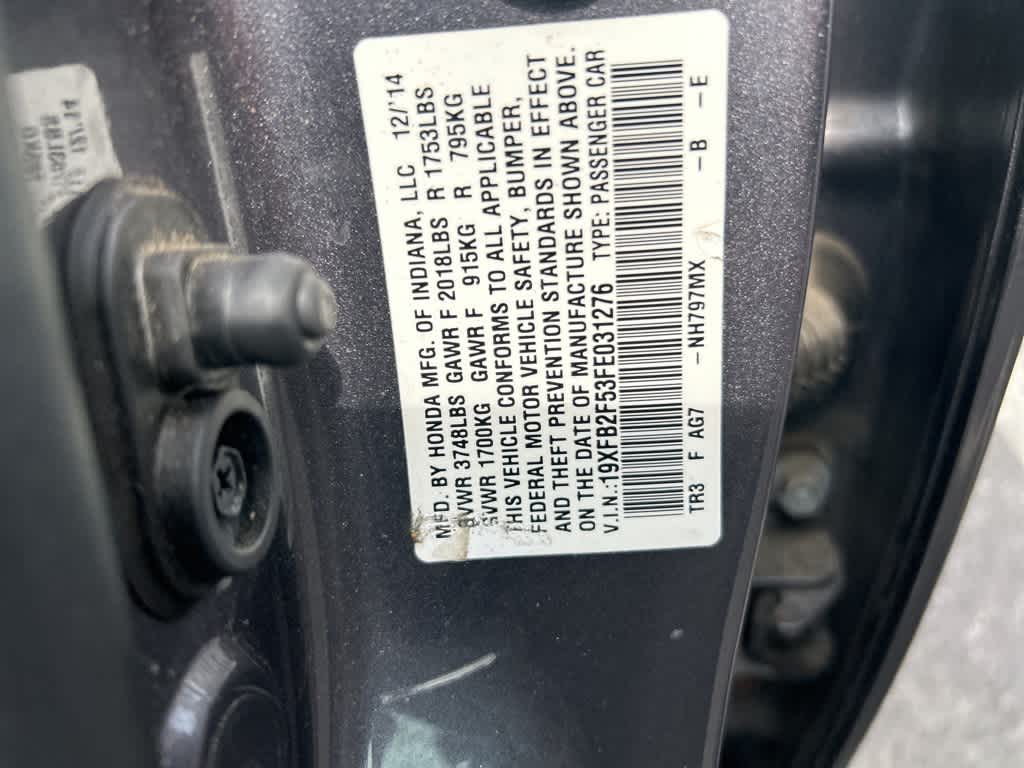 MFD. BY HONDA MFG. OF INDIANA, LLC 12/'14
GVWR 3748LBS GAWR F 2018LBS R 1753LBS
GVWR 1700KG GAWR F 915KG R 795KG
THIS VEHICLE CONFORMS TO ALL APPLICABLE
FEDERAL MOTOR VEHICLE SAFETY, BUMPER,
AND THEFT PREVENTION STANDARDS IN EFFECT
ON THE DATE OF MANUFACTURE SHOWN ABOVE.
V.I.N.:19XFB2F53FE031276 TYPE: PASSENGER CAR
TR3 F AG7 -NH797MX -B -E